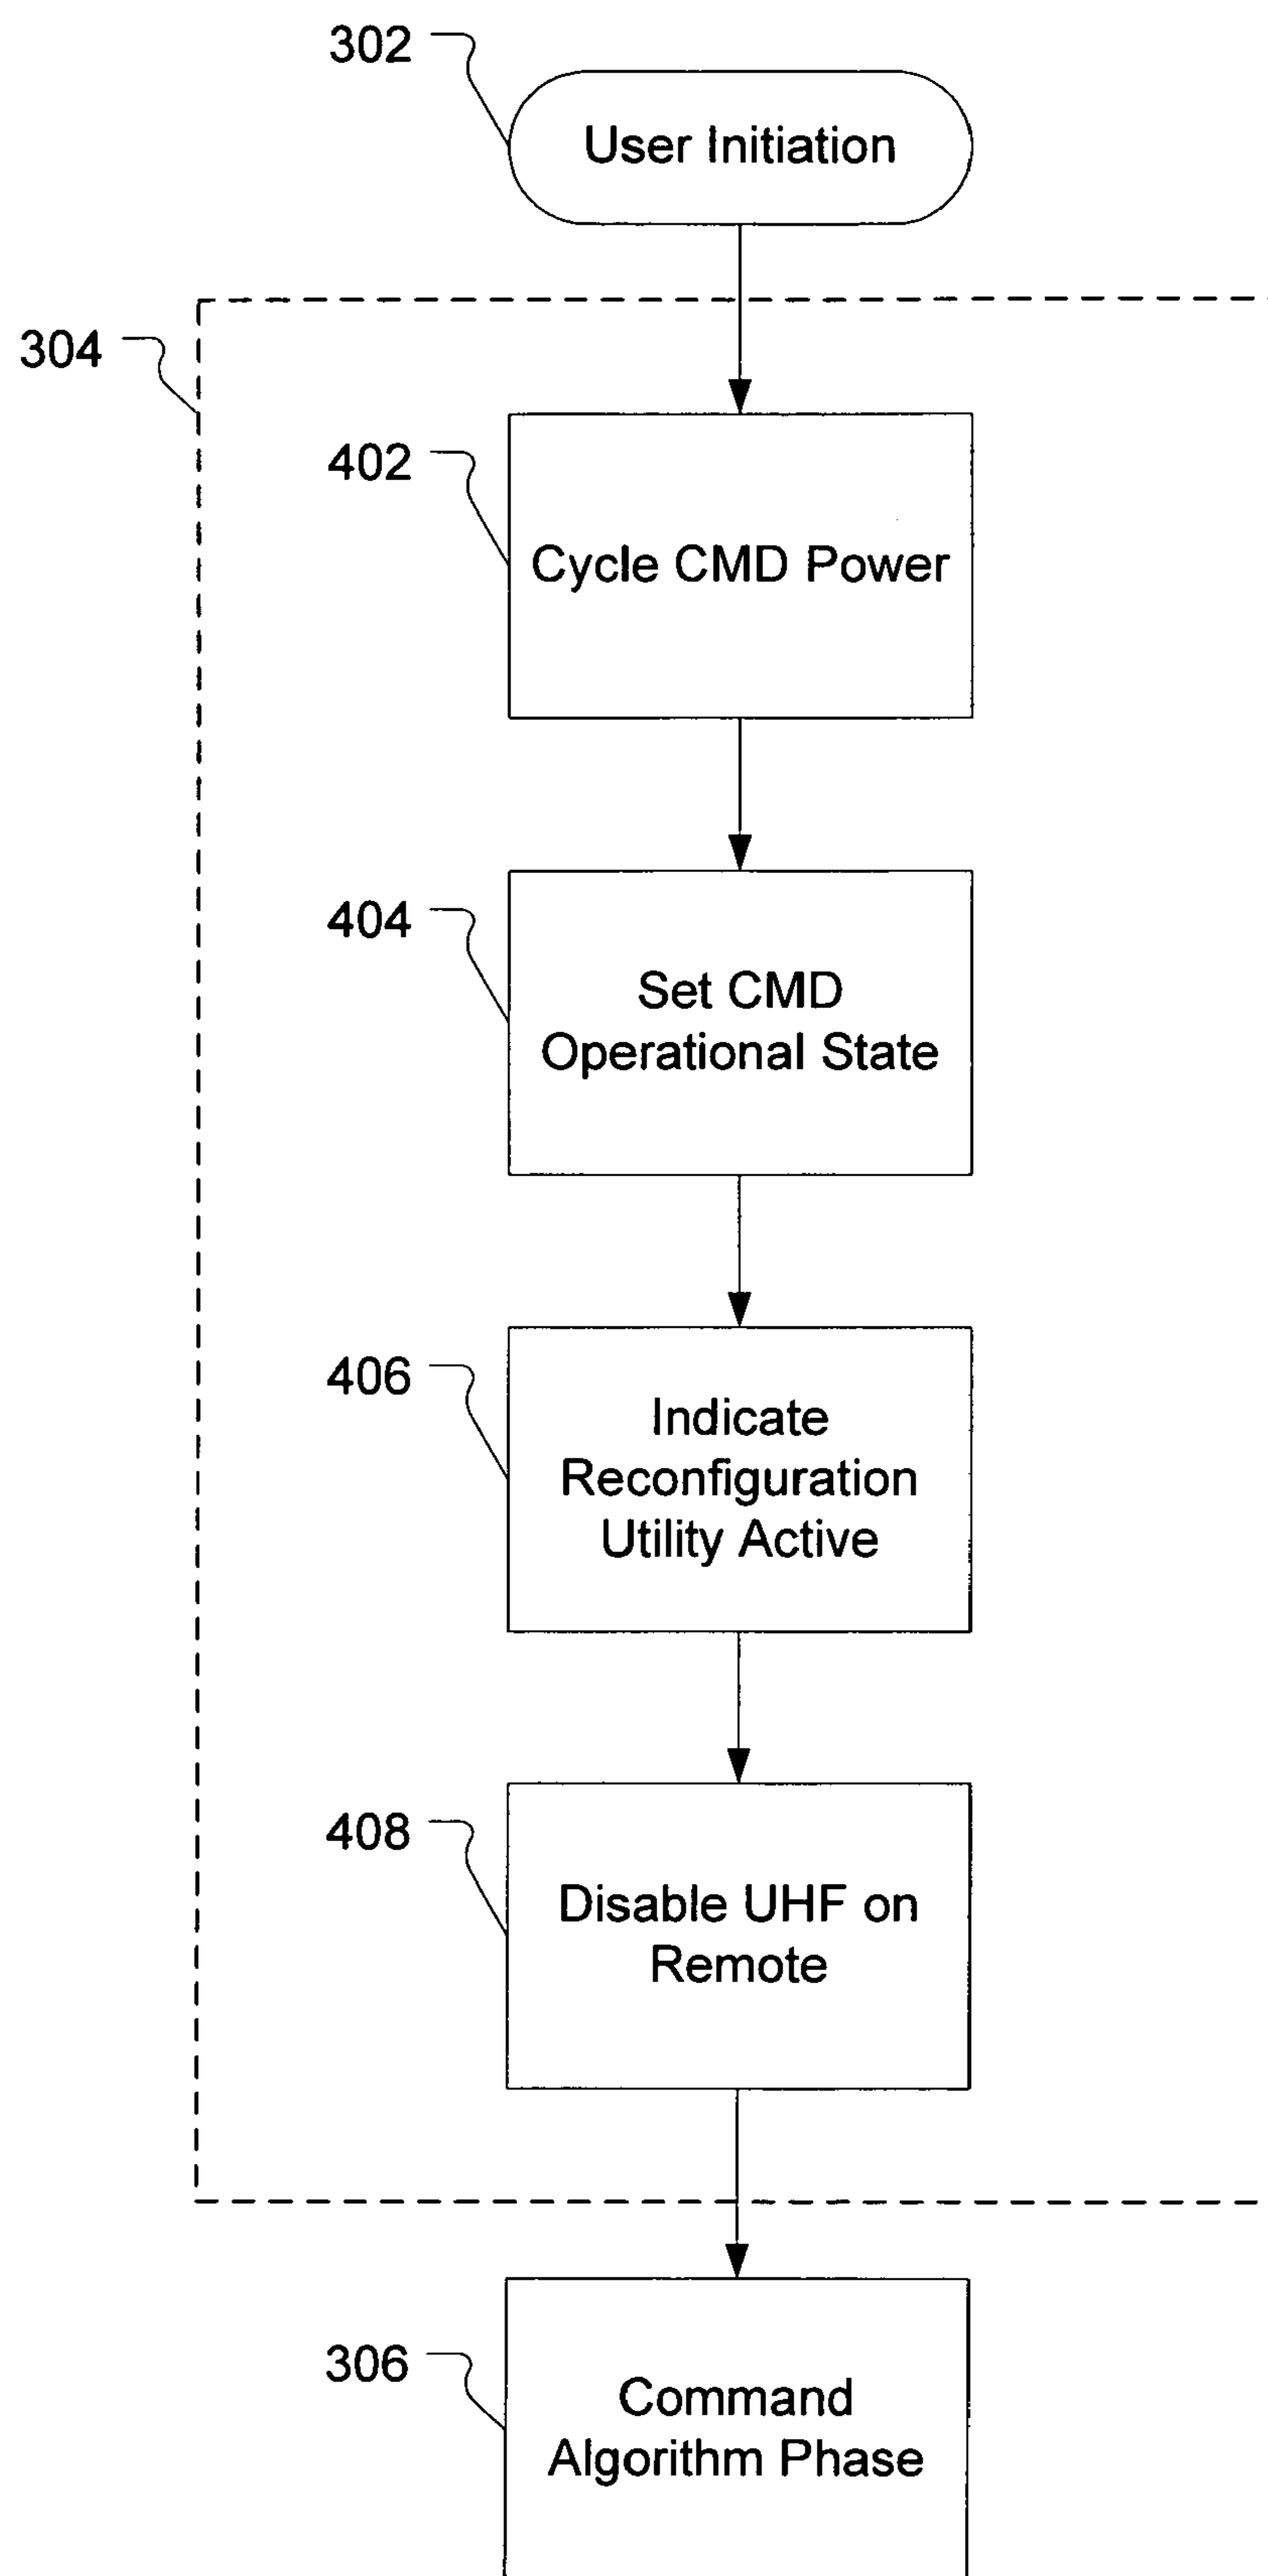 302
User Initiation
304
402
Cycle CMD Power
404
Set CMD
Operational State
406
Indicate
Reconfiguration
Utility Active
408
Disable UHF on
Remote
306
Command
Algorithm Phase